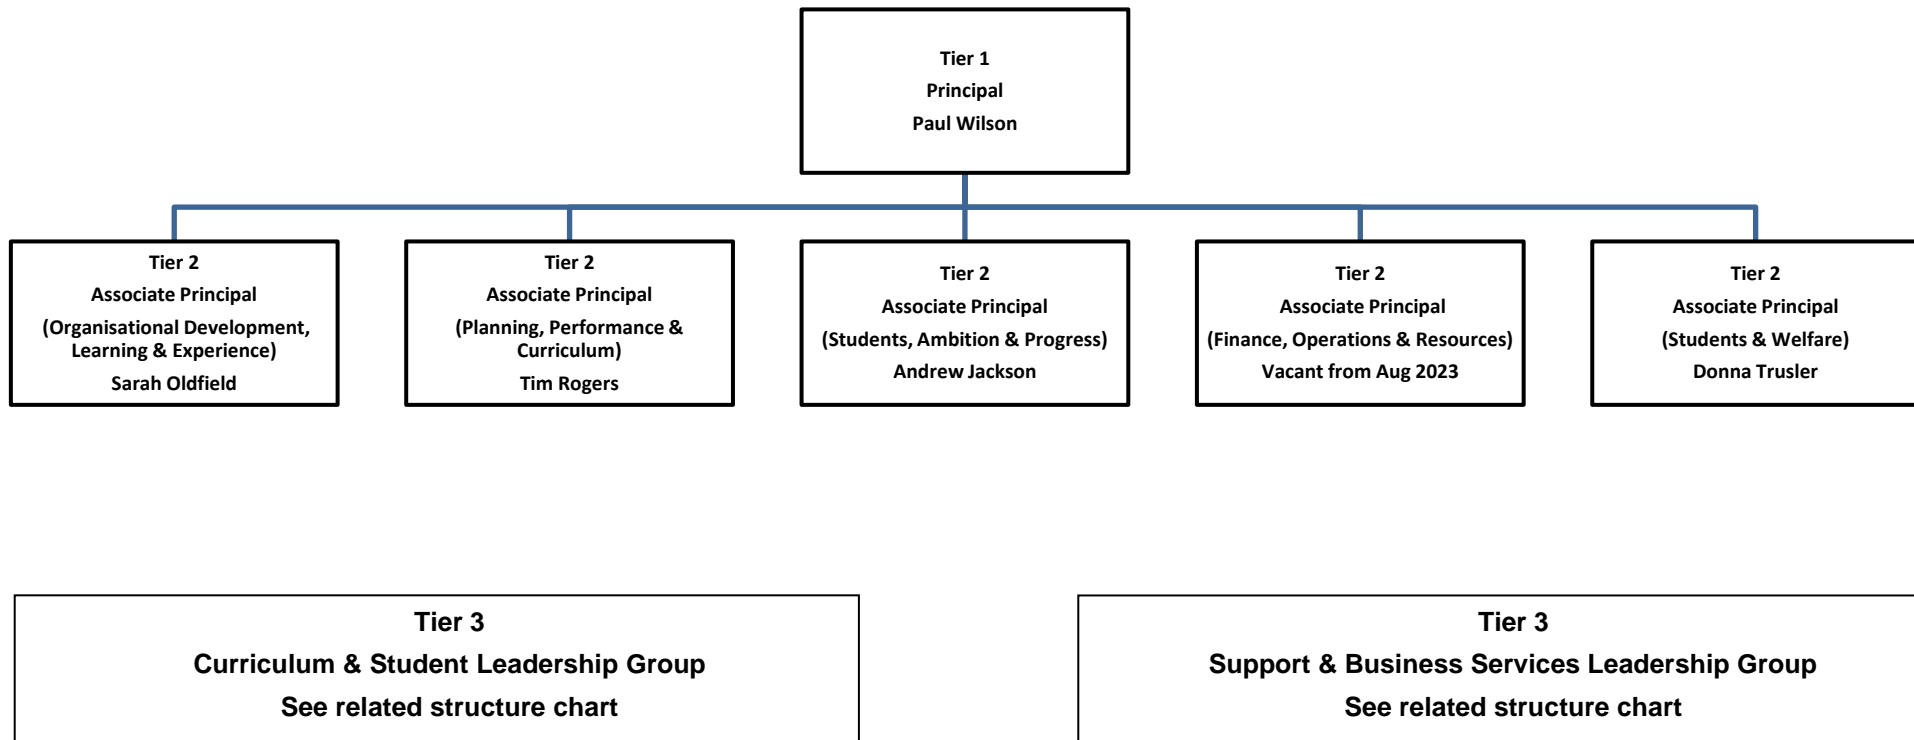 Tier 1
Principal
Paul Wilson
Tier 2
Associate Principal
(Organisational Development,
Learning & Experience)
Sarah Oldfield
Tier 2
Associate Principal
(Planning, Performance &
Curriculum)
Tim Rogers
Tier 2
Associate Principal
(Students, Ambition & Progress)
Andrew Jackson
Tier 2
Associate Principal
(Finance, Operations & Resources)
Vacant from Aug 2023
Tier 2
Associate Principal
(Students & Welfare)
Donna Trusler
Tier 3
Curriculum & Student Leadership Group
See related structure chart
Tier 3
Support & Business Services Leadership Group
See related structure chart